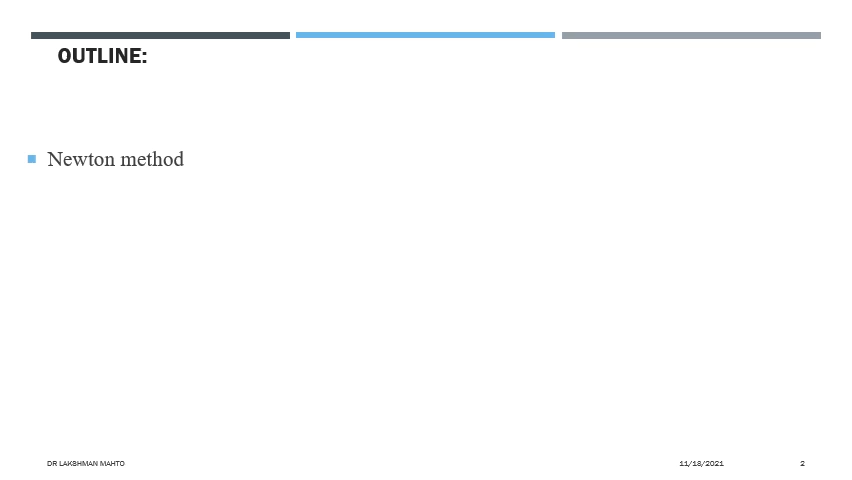 OUTLINE:
Newton method
DR LAKSHMAN MAHTO
11/18/2021
2